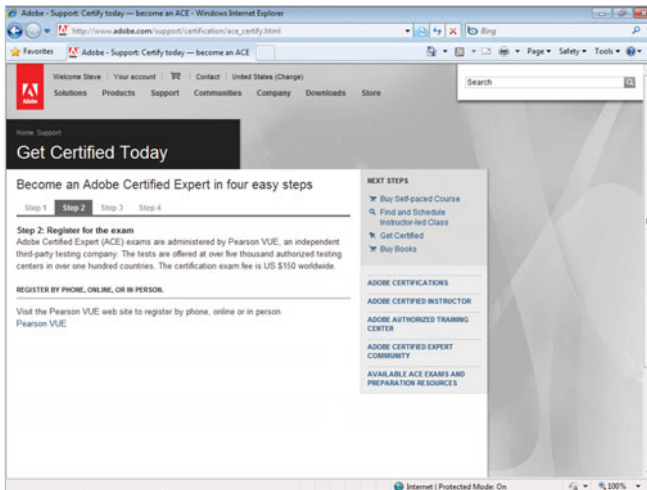 Adobe - Support: Certify today — become an ACE - Windows Internet Explorer
http://www.adobe.com/support/certification/ace_certify.html
Bing
Favorites
Adobe - Support: Certify today — become an ACE
Page
Safety
Tools
Welcome Steve | Your account | Contact | United States (Change)
Solutions Products Support Communities Company Downloads Store
Search
Adobe
Home Support
Get Certified Today
Become an Adobe Certified Expert in four easy steps
Step 1 Step 2 Step 3 Step 4
Step 2: Register for the exam
Adobe Certified Expert (ACE) exams are administered by Pearson VUE, an independent
third-party testing company. The tests are offered at over five thousand authorized testing
centers in over one hundred countries. The certification exam fee is US $150 worldwide.
REGISTER BY PHONE, ONLINE, OR IN PERSON.
Visit the Pearson VUE web site to register by phone, online or in person.
Pearson VUE
NEXT STEPS
Buy Self-paced Course
Find and Schedule
Instructor-led Class
Get Certified
Buy Books
ADOBE CERTIFICATIONS
ADOBE CERTIFIED INSTRUCTOR
ADOBE AUTHORIZED TRAINING
CENTER
ADOBE CERTIFIED EXPERT
COMMUNITY
AVAILABLE ACE EXAMS AND
PREPARATION RESOURCES
Internet | Protected Mode: On
100%